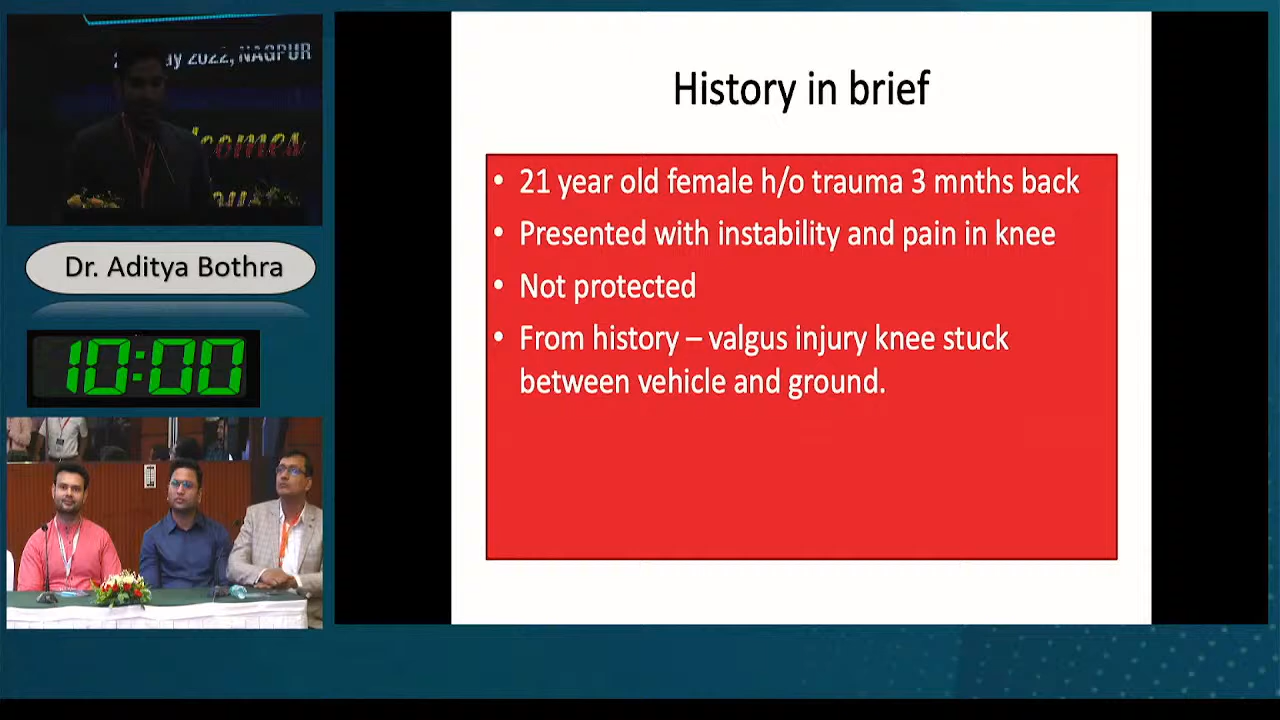 y 2022, NAGPUR
Dr. Aditya Bothra
10:00
History in brief
• 21 year old female h/o trauma 3 mnths back
• Presented with instability and pain in knee
• Not protected
• From history – valgus injury knee stuck
between vehicle and ground.